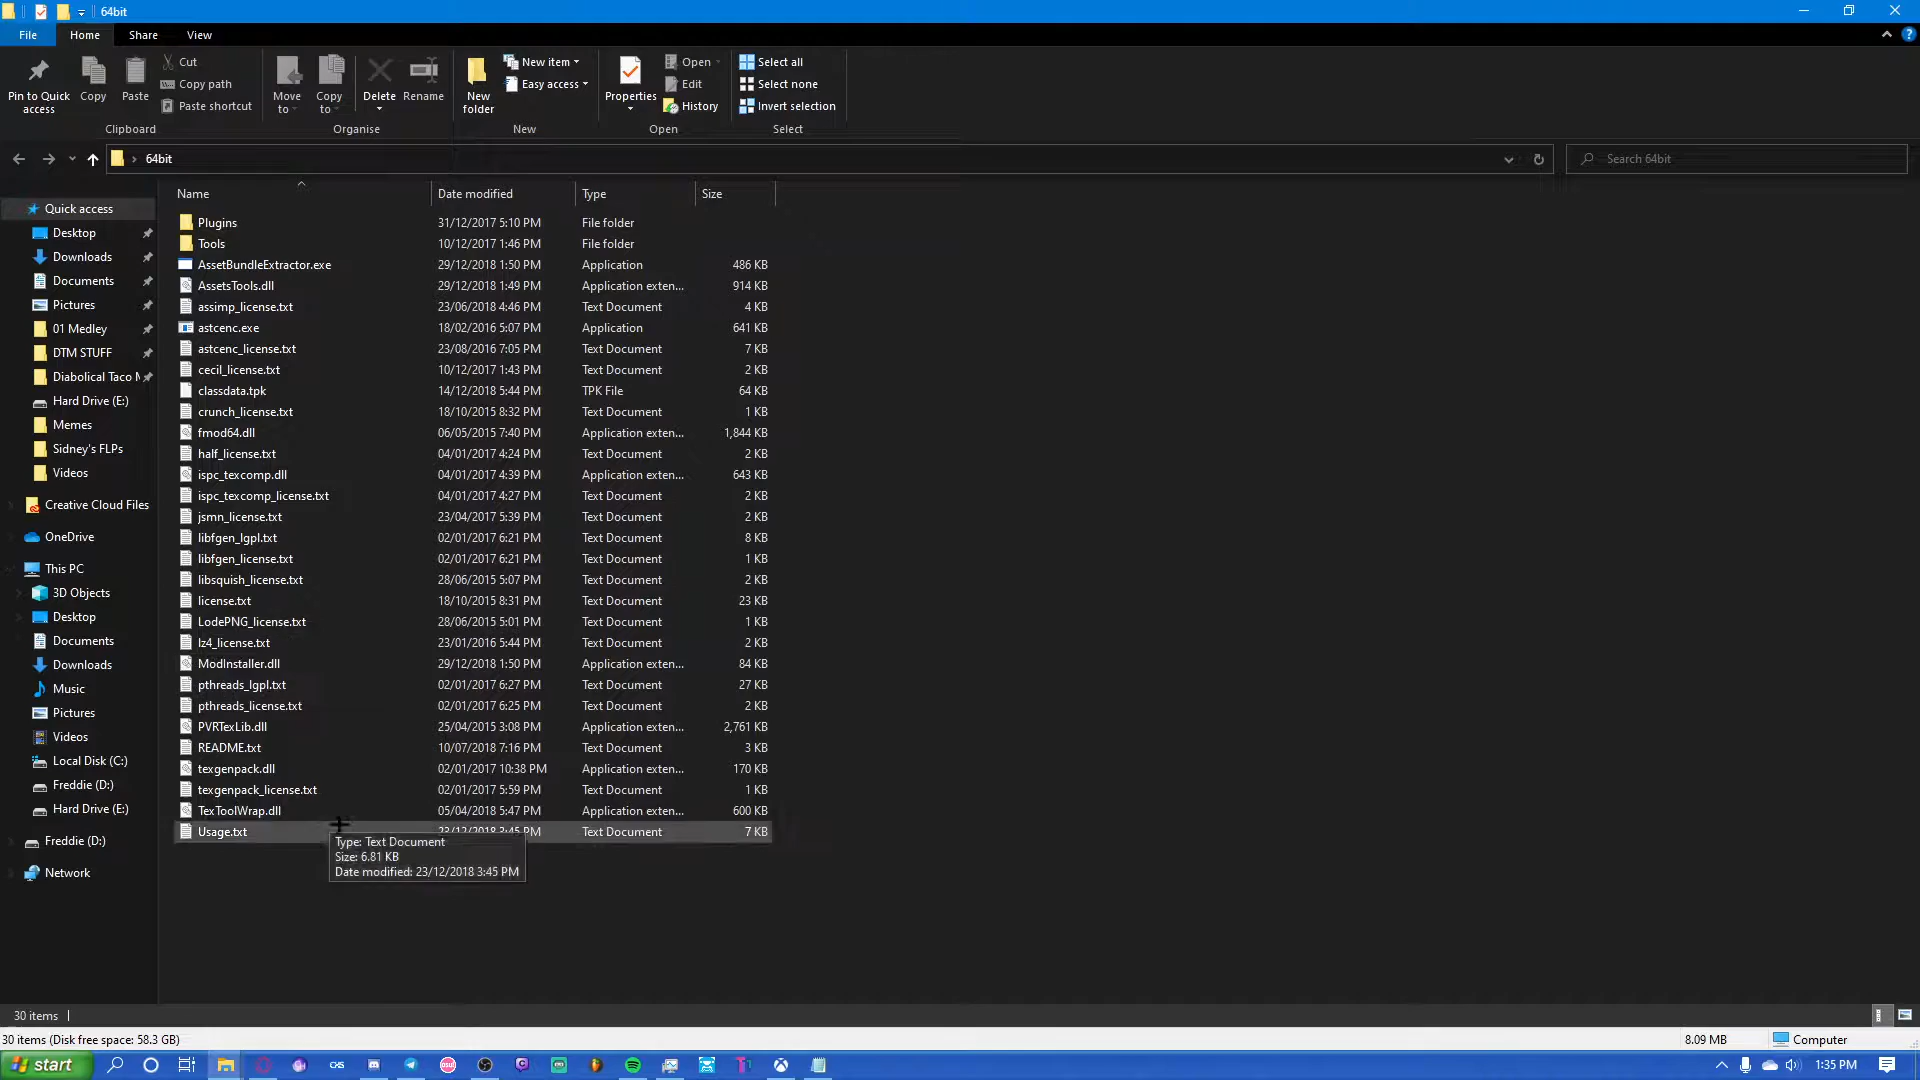 64bit
File Home Share View
Pin to Quick access
Copy
Paste
Cut
Copy path
Paste shortcut
Clipboard
Move to
Copy to
Delete
Rename
Organise
New folder
New item
Easy access
New
Properties
Open
Edit
History
Open
Select all
Select none
Invert selection
Select
64bit
Search 64bit
Name Date modified Type Size
Plugins 31/12/2017 5:10 PM File folder
Tools 10/12/2017 1:46 PM File folder
AssetBundleExtractor.exe 29/12/2018 1:50 PM Application 486 KB
AssetsTools.dll 29/12/2018 1:49 PM Application exten... 914 KB
assimp_license.txt 23/06/2018 4:46 PM Text Document 4 KB
astcenc.exe 18/02/2016 5:07 PM Application 641 KB
astcenc_license.txt 23/08/2016 7:05 PM Text Document 7 KB
cecil_license.txt 10/12/2017 1:43 PM Text Document 2 KB
classdata.tpk 14/12/2018 5:44 PM TPK File 64 KB
crunch_license.txt 18/10/2015 8:32 PM Text Document 1 KB
fmod64.dll 06/05/2015 7:40 PM Application exten... 1,844 KB
half_license.txt 04/01/2017 4:24 PM Text Document 2 KB
ispc_texcomp.dll 04/01/2017 4:39 PM Application exten... 643 KB
ispc_texcomp_license.txt 04/01/2017 4:27 PM Text Document 2 KB
jsmn_license.txt 23/04/2017 5:39 PM Text Document 2 KB
libfgen_lgpl.txt 02/01/2017 6:21 PM Text Document 8 KB
libfgen_license.txt 02/01/2017 6:21 PM Text Document 1 KB
libsquish_license.txt 28/06/2015 5:07 PM Text Document 2 KB
license.txt 18/10/2015 8:31 PM Text Document 23 KB
LodePNG_license.txt 28/06/2015 5:01 PM Text Document 1 KB
lz4_license.txt 23/01/2016 5:44 PM Text Document 2 KB
ModInstaller.dll 29/12/2018 1:50 PM Application exten... 84 KB
pthreads_lgpl.txt 02/01/2017 6:27 PM Text Document 27 KB
pthreads_license.txt 02/01/2017 6:25 PM Text Document 2 KB
PVRTexLib.dll 25/04/2015 3:08 PM Application exten... 2,761 KB
README.txt 10/07/2018 7:16 PM Text Document 3 KB
texgenpack.dll 02/01/2017 10:38 PM Application exten... 170 KB
texgenpack_license.txt 02/01/2017 5:59 PM Text Document 1 KB
TexToolWrap.dll 05/04/2018 5:47 PM Application exten... 600 KB
Usage.txt 23/12/2018 3:45 PM Text Document 7 KB
Type: Text Document
Size: 6.81 KB
Date modified: 23/12/2018 3:45 PM
Quick access
Desktop
Downloads
Documents
Pictures
01 Medley
DTM STUFF
Diabolical Taco M
Hard Drive (E:)
Memes
Sidney's FLPs
Videos
Creative Cloud Files
OneDrive
This PC
3D Objects
Desktop
Documents
Downloads
Music
Pictures
Videos
Local Disk (C:)
Freddie (D:)
Hard Drive (E:)
Freddie (D:)
Network
30 items
30 items (Disk free space: 58.3 GB) 8.09 MB Computer
start 1:35 PM